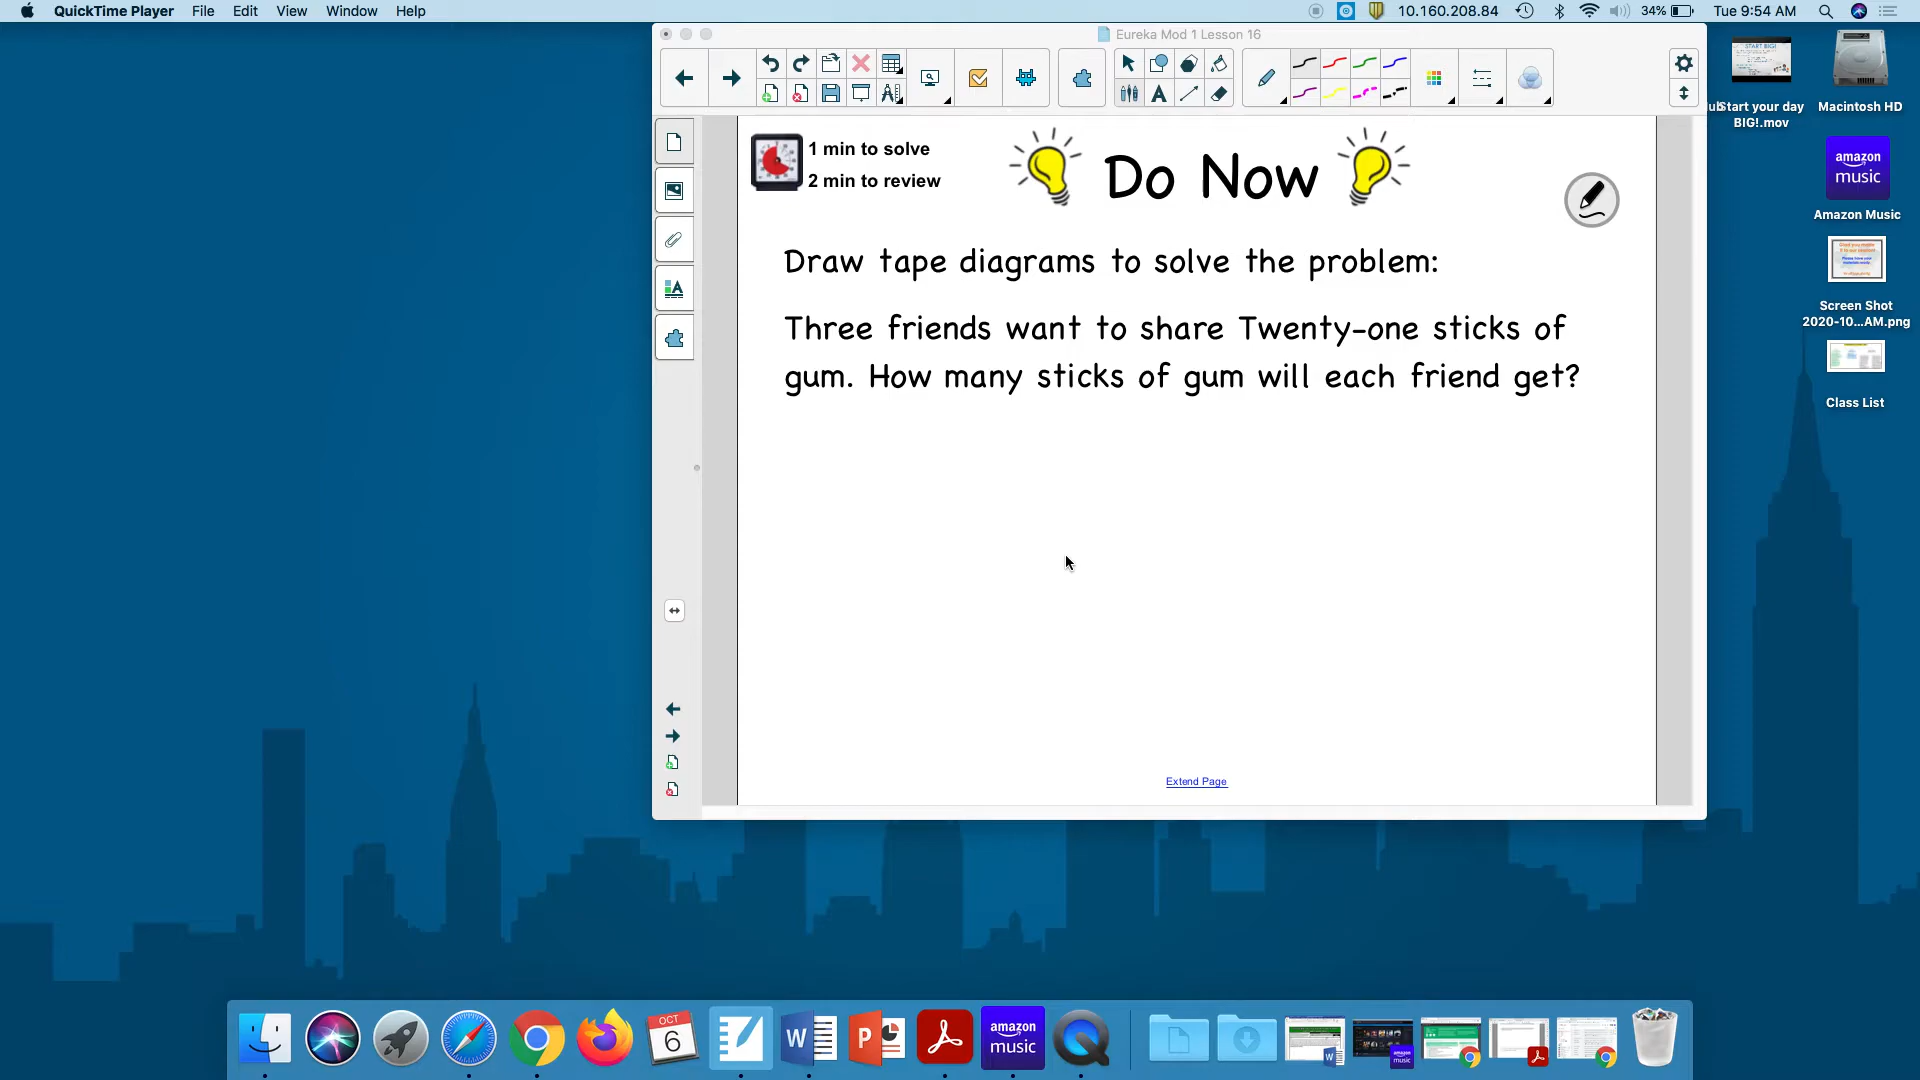 QuickTime Player File Edit View Window Help 10.160.208.84 34% Tue 9:54 AM
Eureka Mod 1 Lesson 16
1 min to solve
2 min to review
Do Now
Draw tape diagrams to solve the problem:
Three friends want to share Twenty-one sticks of
gum. How many sticks of gum will each friend get?
Extend Page
Start your day
BIG!.mov
Macintosh HD
amazon
music
Amazon Music
Screen Shot
2020-10...AM.png
Class List
OCT
6
amazon
music